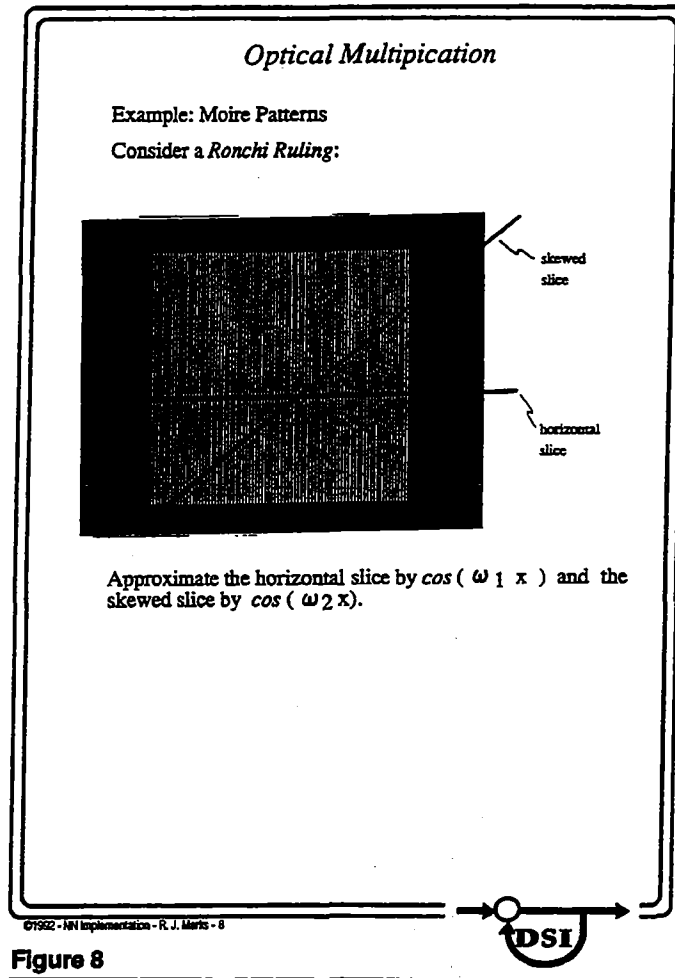 Optical Multipication
Example: Moire Patterns
Consider a Ronchi Ruling:
skewed
slice
horizontal
slice
Approximate the horizontal slice by cos ( ω 1 x ) and the
skewed slice by cos ( ω 2 x).
©1992 - NN Implementation - R. J. Marks - 8
DSI
Figure 8